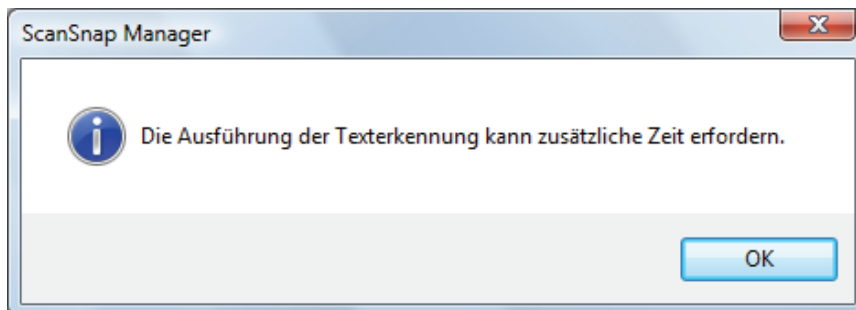 ScanSnap Manager
Die Ausführung der Texterkennung kann zusätzliche Zeit erfordern.
OK